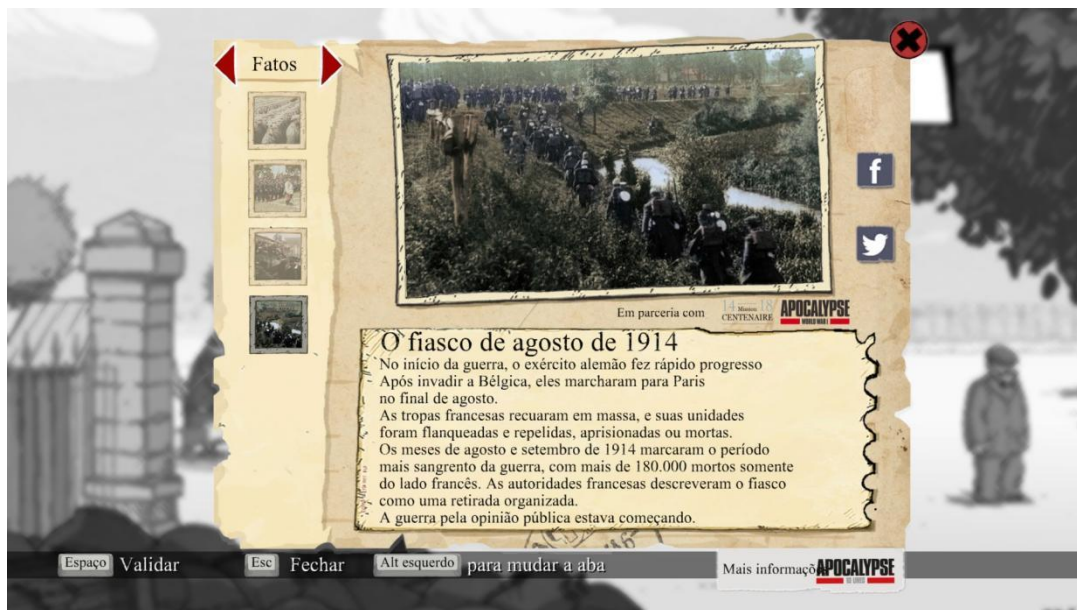 Fatos
Em parceria com
14 Mission 18
CENTENAIRE
APOCALYPSE
WORLD WAR I
O fiasco de agosto de 1914
No início da guerra, o exército alemão fez rápido progresso
Após invadir a Bélgica, eles marcharam para Paris
no final de agosto.
As tropas francesas recuaram em massa, e suas unidades
foram flanqueadas e repelidas, aprisionadas ou mortas.
Os meses de agosto e setembro de 1914 marcaram o período
mais sangrento da guerra, com mais de 180.000 mortos somente
do lado francês. As autoridades francesas descreveram o fiasco
como uma retirada organizada.
A guerra pela opinião pública estava começando.
Espaço Validar
Esc Fechar
Alt esquerdo para mudar a aba
Mais informaçõ
APOCALYPSE